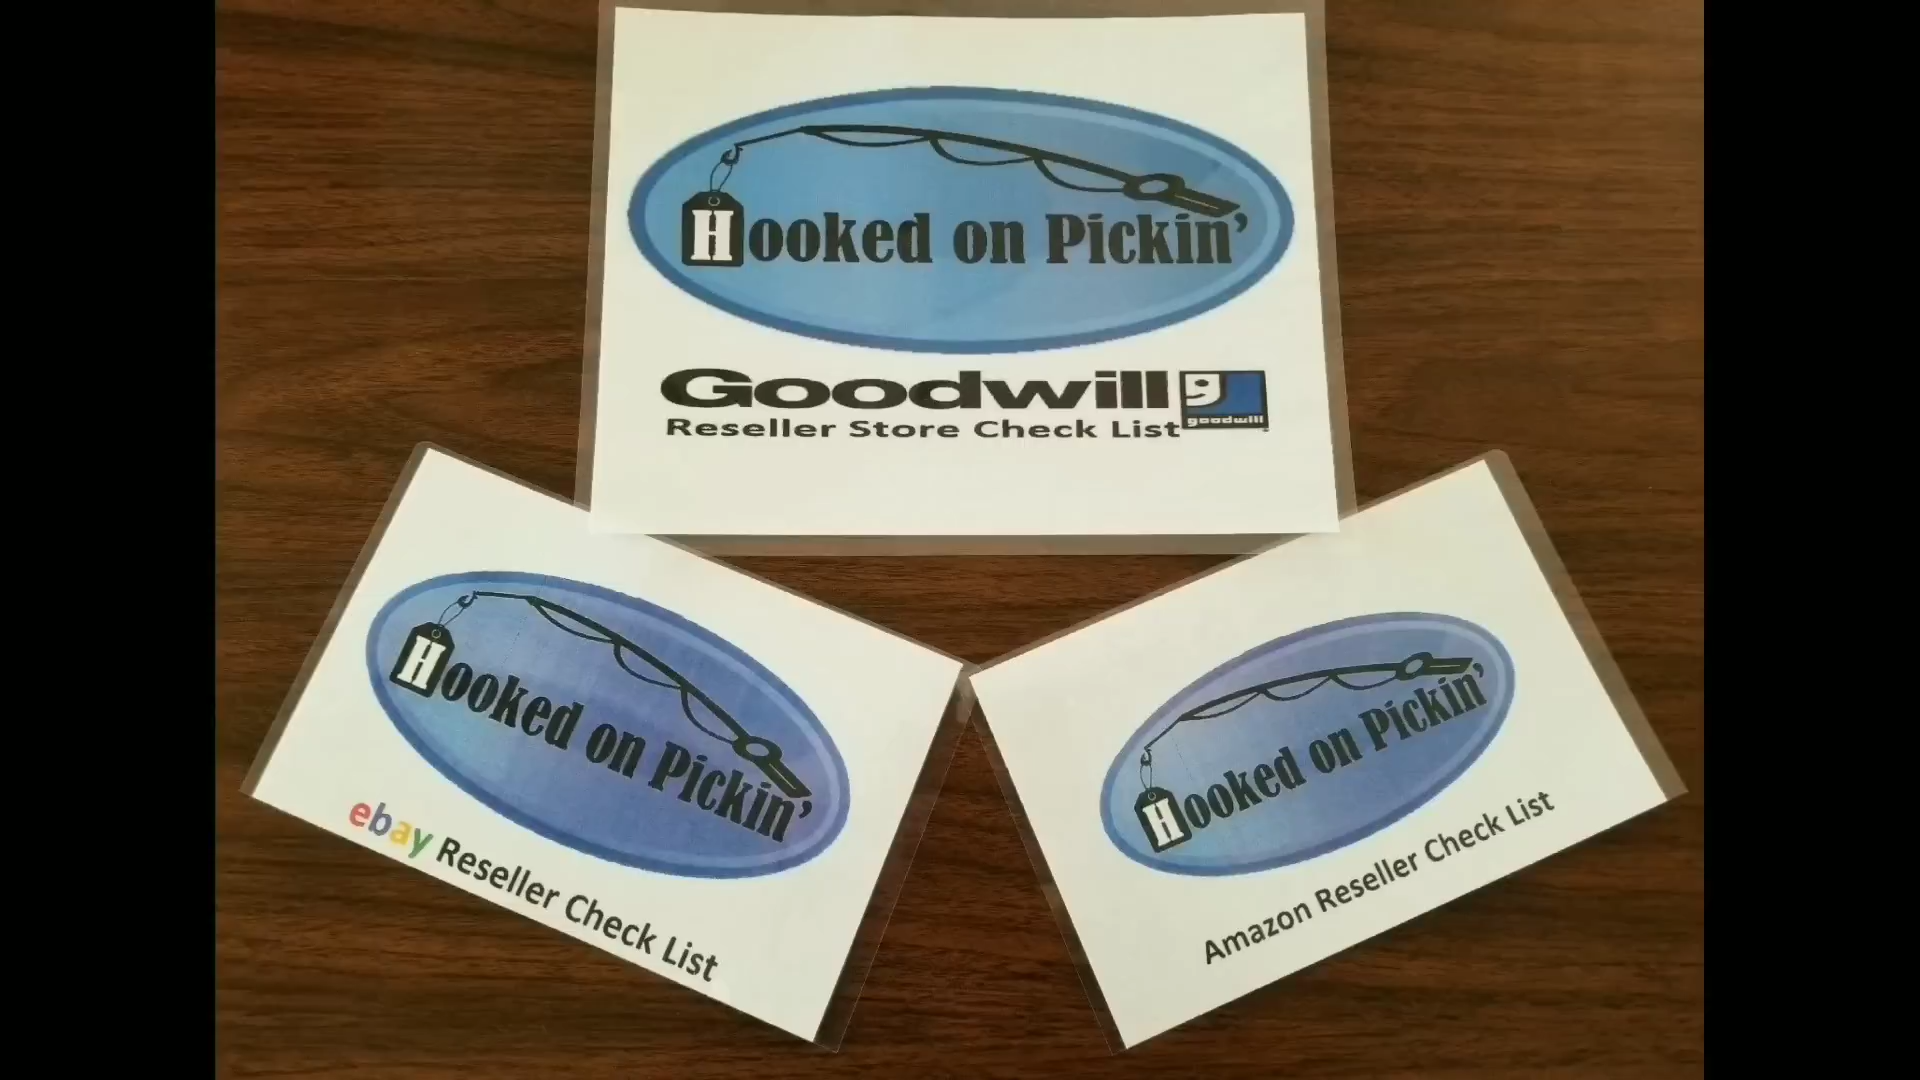 Hooked on Pickin'
Goodwill
g
goodwill
Reseller Store Check List
Hooked on Pickin'
ebay Reseller Check List
Hooked on Pickin'
Amazon Reseller Check List